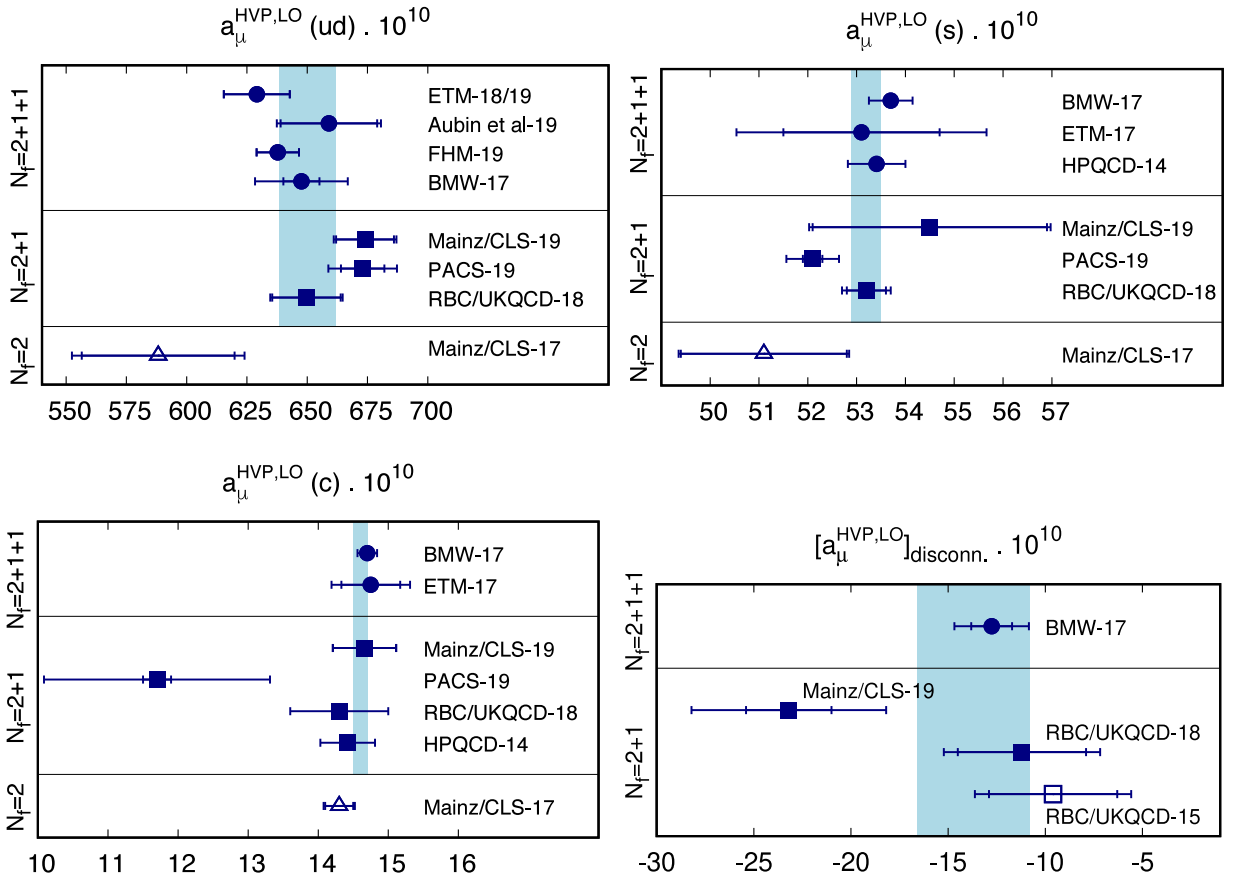 a_μ^HVP,LO (ud) . 10^10
N_f=2+1+1
ETM-18/19
Aubin et al-19
FHM-19
BMW-17
N_f=2+1
Mainz/CLS-19
PACS-19
RBC/UKQCD-18
N_f=2
Mainz/CLS-17
550 575 600 625 650 675 700
a_μ^HVP,LO (s) . 10^10
N_f=2+1+1
BMW-17
ETM-17
HPQCD-14
N_f=2+1
Mainz/CLS-19
PACS-19
RBC/UKQCD-18
N_f=2
Mainz/CLS-17
50 51 52 53 54 55 56 57
a_μ^HVP,LO (c) . 10^10
N_f=2+1+1
BMW-17
ETM-17
N_f=2+1
Mainz/CLS-19
PACS-19
RBC/UKQCD-18
HPQCD-14
N_f=2
Mainz/CLS-17
10 11 12 13 14 15 16
[a_μ^HVP,LO]_disconn. . 10^10
N_f=2+1+1
BMW-17
N_f=2+1
Mainz/CLS-19
RBC/UKQCD-18
RBC/UKQCD-15
-30 -25 -20 -15 -10 -5